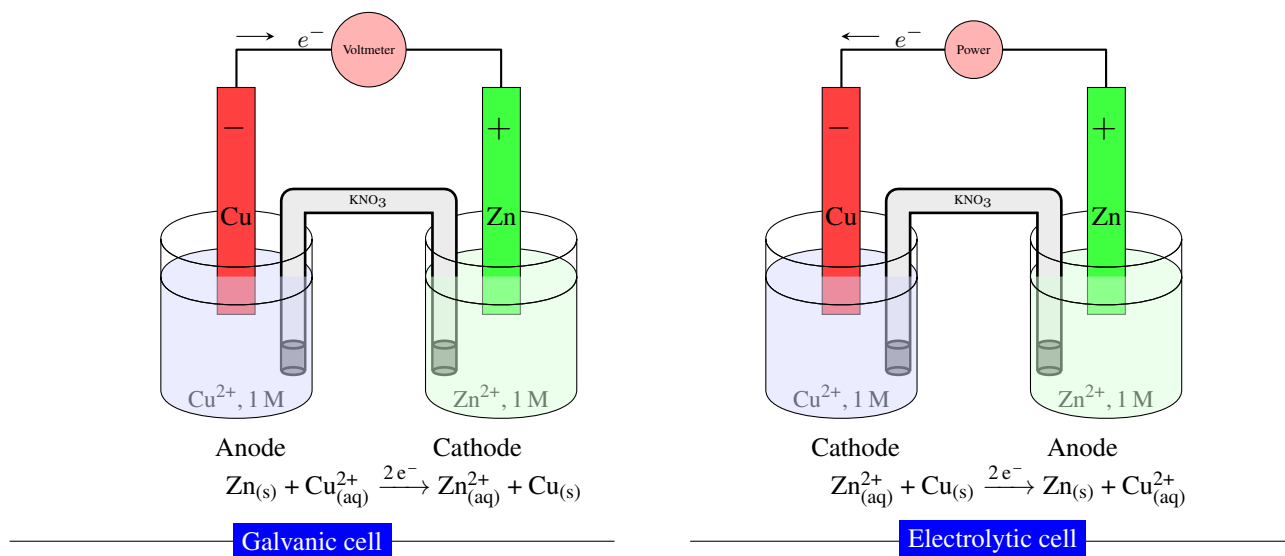 e⁻ Voltmeter
− +
Cu KNO₃ Zn
Cu²⁺, 1 M Zn²⁺, 1 M
Anode Cathode
Zn(s) + Cu²⁺(aq) 2 e⁻ → Zn²⁺(aq) + Cu(s)
Galvanic cell
e⁻ Power
− +
Cu KNO₃ Zn
Cu²⁺, 1 M Zn²⁺, 1 M
Cathode Anode
Zn²⁺(aq) + Cu(s) 2 e⁻ → Zn(s) + Cu²⁺(aq)
Electrolytic cell